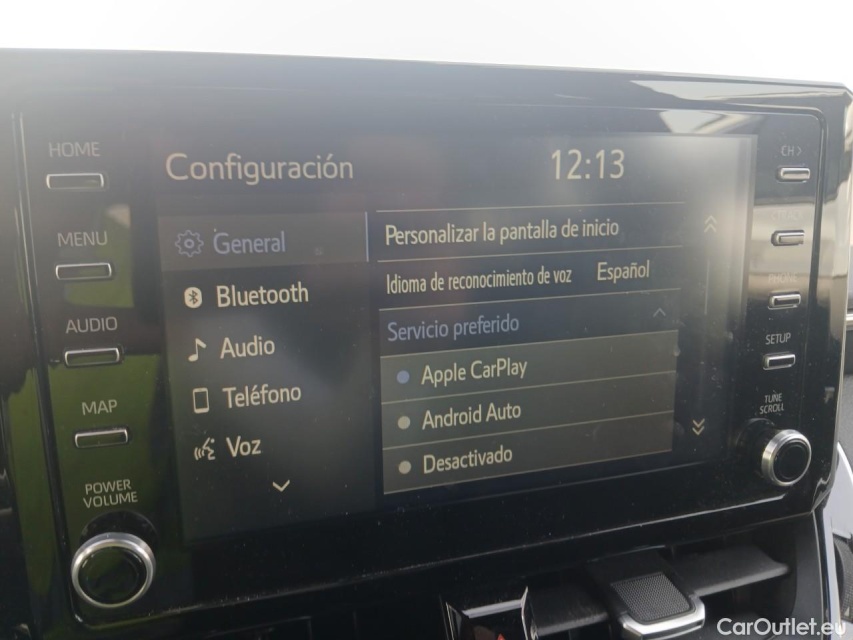 HOME
Configuración
12:13
CH>
MENU
General
Personalizar la pantalla de inicio
Bluetooth
Idioma de reconocimiento de voz Español
AUDIO
Audio
Servicio preferido
SETUP
Teléfono
Apple CarPlay
MAP
Android Auto
TUNE
SCROLL
Voz
Desactivado
POWER
VOLUME
CarOutlet.eu